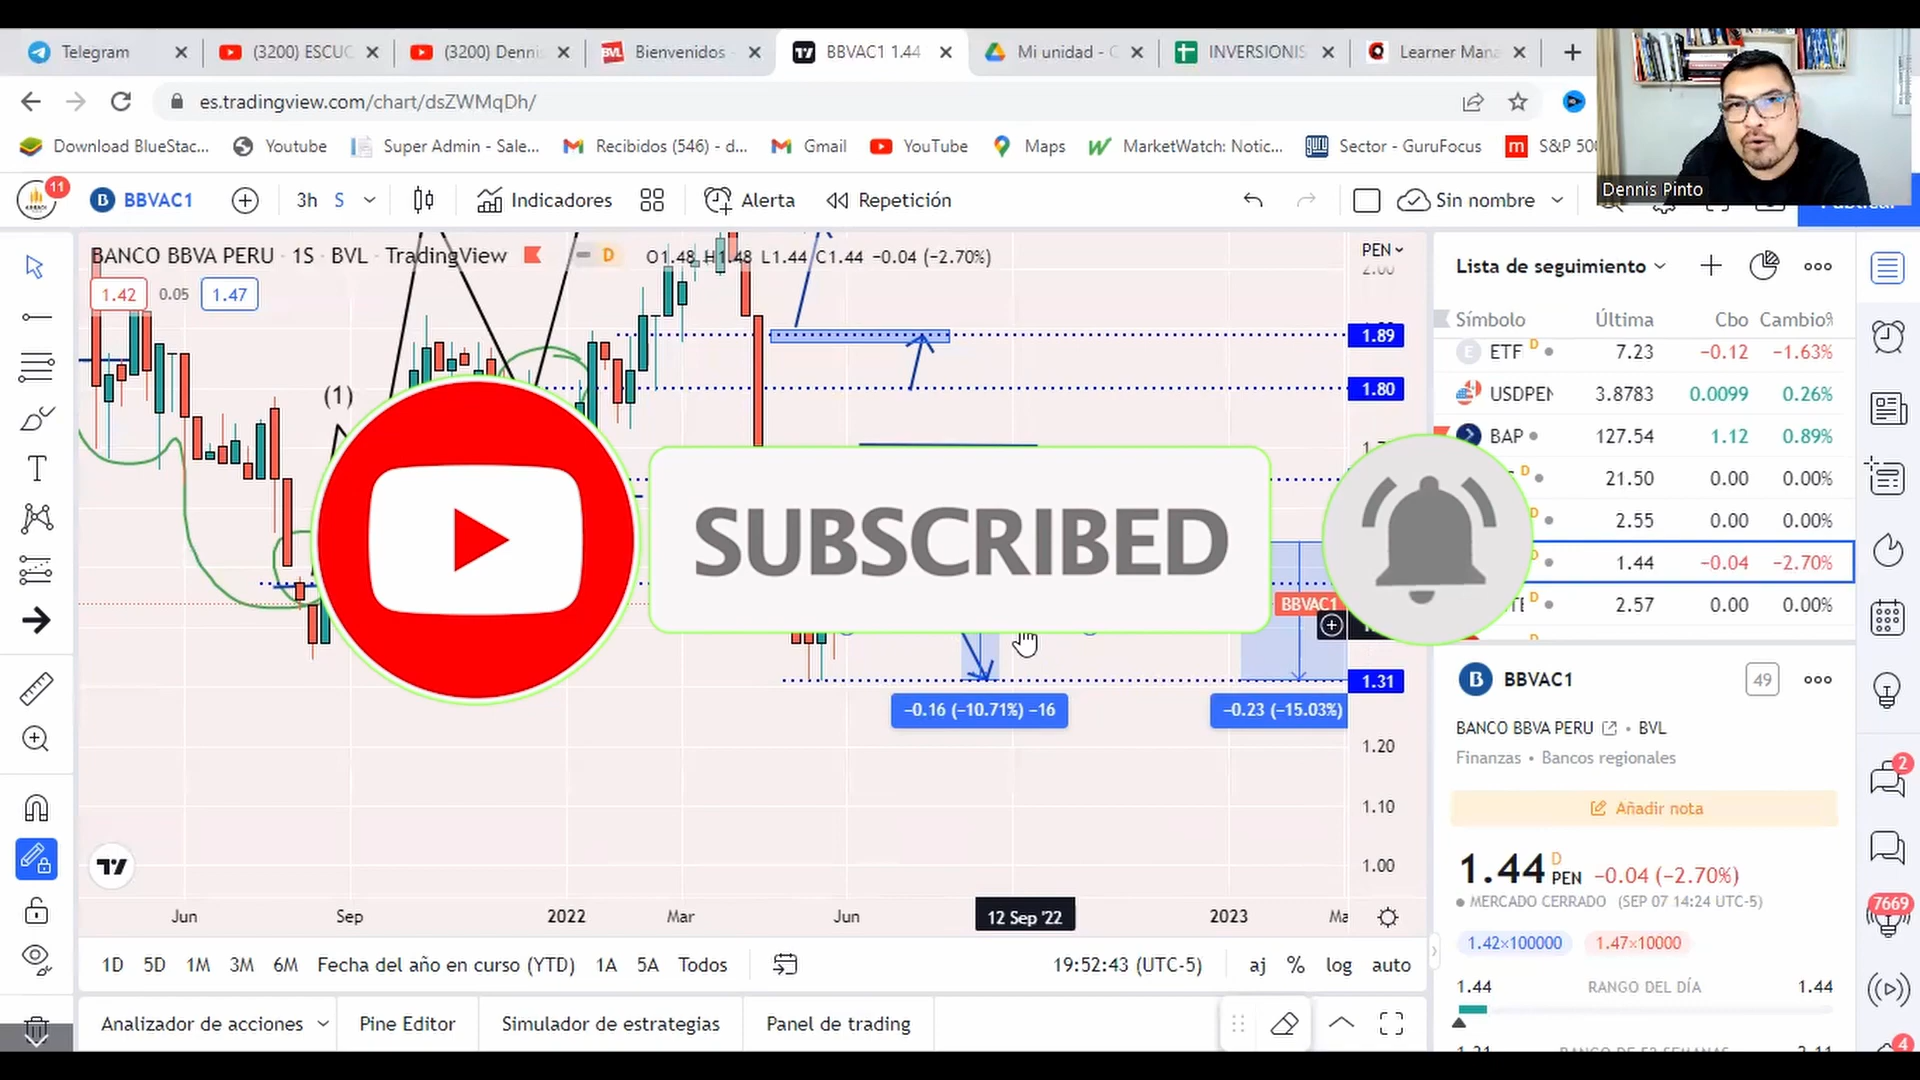 Telegram
(3200) ESCUC
(3200) Denni
BVL
Bienvenidos
BBVAC1 1.44
Mi unidad - G
INVERSIONIS
Learner Mana
es.tradingview.com/chart/dsZWMqDh/
Download BlueStac...
Youtube
Super Admin - Sale...
Recibidos (546) - d...
Gmail
YouTube
Maps
MarketWatch: Notic...
Sector - GuruFocus
S&P 500
Dennis Pinto
11
BBVAC1
3h
S
Indicadores
Alerta
Repetición
Sin nombre
BANCO BBVA PERU · 1S · BVL · TradingView
D
O1.48 H1.48 L1.44 C1.44 −0.04 (−2.70%)
PEN
2.00
1.42
0.05
1.47
1.89
1.80
(1)
SUBSCRIBED
BBVAC1
1.31
−0.16 (−10.71%) −16
−0.23 (−15.03%)
1.20
1.10
1.00
Jun
Sep
2022
Mar
Jun
12 Sep '22
2023
Ma
1D
5D
1M
3M
6M
Fecha del año en curso (YTD)
1A
5A
Todos
19:52:43 (UTC-5)
aj
%
log
auto
Analizador de acciones
Pine Editor
Simulador de estrategias
Panel de trading
Lista de seguimiento
Símbolo
Última
Cbo
Cambio%
ETF D 7.23 −0.12 −1.63%
USDPEN 3.8783 0.0099 0.26%
BAP 127.54 1.12 0.89%
D 21.50 0.00 0.00%
D 2.55 0.00 0.00%
D 1.44 −0.04 −2.70%
D 2.57 0.00 0.00%
BBVAC1
49
BANCO BBVA PERU • BVL
Finanzas • Bancos regionales
Añadir nota
1.44 D PEN −0.04 (−2.70%)
MERCADO CERRADO (SEP 07 14:24 UTC-5)
1.42×100000
1.47×10000
1.44 RANGO DEL DÍA 1.44
2
7669
4